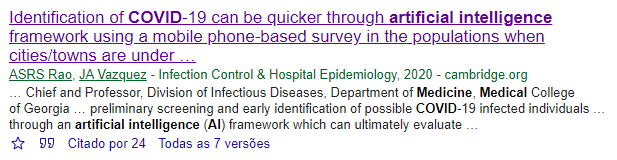 Identification of COVID-19 can be quicker through artificial intelligence
framework using a mobile phone-based survey in the populations when
cities/towns are under …
ASRS Rao, JA Vazquez - Infection Control & Hospital Epidemiology, 2020 - cambridge.org
… Chief and Professor, Division of Infectious Diseases, Department of Medicine, Medical College
of Georgia … preliminary screening and early identification of possible COVID-19 infected individuals …
through an artificial intelligence (AI) framework which can ultimately evaluate …
Citado por 24 Todas as 7 versões